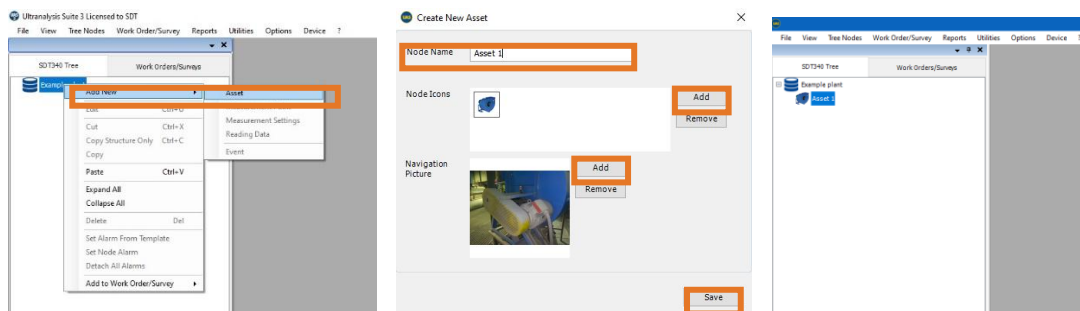 Ultranalysis Suite 3 Licensed to SDT
File View Tree Nodes Work Order/Survey Reports Utilities Options Device ?
SDT340 Tree Work Orders/Surveys
Add New Asset
Cut Ctrl+X
Copy Structure Only Ctrl+C
Copy
Paste Ctrl+V
Expand All
Collapse All
Delete Del
Set Alarm From Template
Set Node Alarm
Detach All Alarms
Add to Work Order/Survey
Measurement Settings
Reading Data
Event
Create New Asset
Node Name Asset 1
Node Icons
Add
Remove
Navigation
Picture
Add
Remove
Save
File View Tree Nodes Work Order/Survey Reports Utilities Options Device
SDT340 Tree Work Orders/Surveys
Example plant
Asset 1